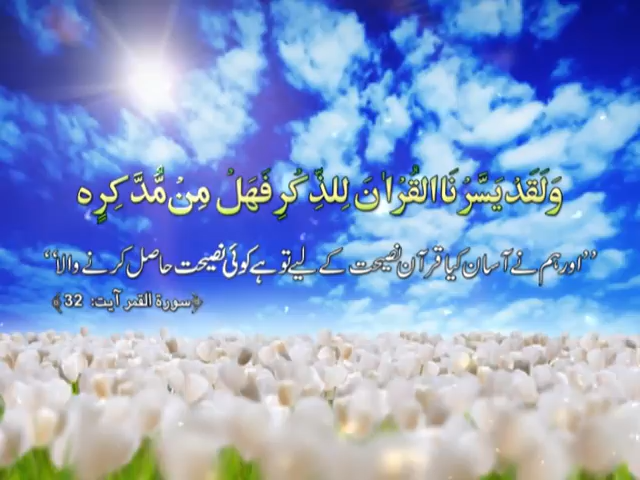 وَلَقَدْ يَسَّرْنَا الْقُرْاٰنَ لِلذِّكْرِ فَهَلْ مِنْ مُّدَّكِرٍ ه
’’اور ہم نے آسان کیا قرآن نصیحت کے لیے تو ہے کوئی نصیحت حاصل کرنے والا‘‘
﴿سورة القمر آیت: 32﴾